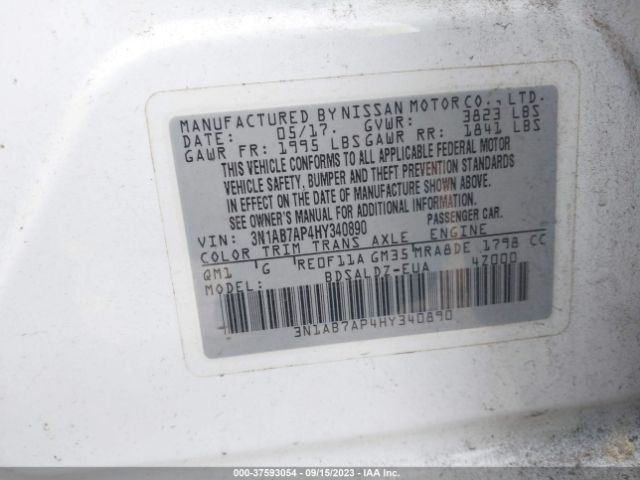 MANUFACTURED BY NISSAN MOTOR CO., LTD.
DATE: 05/17. GVWR: 3823 LBS
GAWR FR: 1995 LBS GAWR RR: 1841 LBS
THIS VEHICLE CONFORMS TO ALL APPLICABLE FEDERAL MOTOR
VEHICLE SAFETY, BUMPER AND THEFT PREVENTION STANDARDS
IN EFFECT ON THE DATE OF MANUFACTURE SHOWN ABOVE.
SEE OWNER'S MANUAL FOR ADDITIONAL INFORMATION.
VIN: 3N1AB7AP4HY340890 PASSENGER CAR.
COLOR TRIM TRANS AXLE ENGINE
QM1 G RE0F11A GM35 MRA8DE 1798 CC
MODEL: BDSALDZ-EUA 4Z000
3N1AB7AP4HY340890
000-37593054 - 09/15/2023 - IAA Inc.